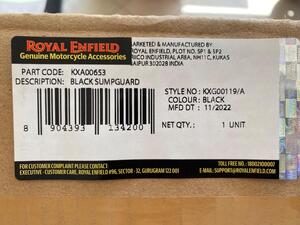 ROYAL ENFIELD
Genuine Motorcycle Accessories
MARKETED & MANUFACTURED BY
ROYAL ENFIELD, PLOT NO. SP1 & SP2
RICO INDUSTRIAL AREA, NH11C, KUKAS
JAIPUR 302028 INDIA
PART CODE: KXA00653
DESCRIPTION: BLACK SUMPGUARD
STYLE NO : KXG00119/A
COLOUR : BLACK
MFD DT : 11/2022
NET QTY. : 1 UNIT
8 904393 134200
FOR CUSTOMER COMPLAINT PLEASE CONTACT
EXECUTIVE - CUSTOMER CARE, ROYAL ENFIELD #96, SECTOR - 32, GURUGRAM 122 001
TOLL FREE NO. : 18002100007
E MAIL: SUPPORT@ROYALENFIELD.COM